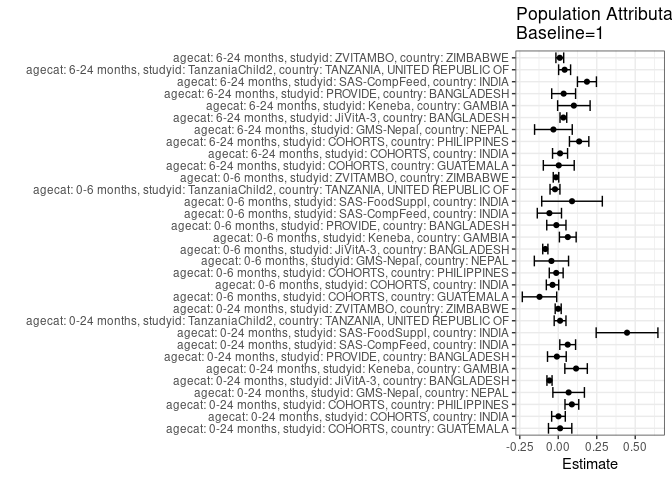 Population Attributa
Baseline=1
agecat: 6-24 months, studyid: ZVITAMBO, country: ZIMBABWE
agecat: 6-24 months, studyid: TanzaniaChild2, country: TANZANIA, UNITED REPUBLIC OF
agecat: 6-24 months, studyid: SAS-CompFeed, country: INDIA
agecat: 6-24 months, studyid: PROVIDE, country: BANGLADESH
agecat: 6-24 months, studyid: Keneba, country: GAMBIA
agecat: 6-24 months, studyid: JiVitA-3, country: BANGLADESH
agecat: 6-24 months, studyid: GMS-Nepal, country: NEPAL
agecat: 6-24 months, studyid: COHORTS, country: PHILIPPINES
agecat: 6-24 months, studyid: COHORTS, country: INDIA
agecat: 6-24 months, studyid: COHORTS, country: GUATEMALA
agecat: 0-6 months, studyid: ZVITAMBO, country: ZIMBABWE
agecat: 0-6 months, studyid: TanzaniaChild2, country: TANZANIA, UNITED REPUBLIC OF
agecat: 0-6 months, studyid: SAS-FoodSuppl, country: INDIA
agecat: 0-6 months, studyid: SAS-CompFeed, country: INDIA
agecat: 0-6 months, studyid: PROVIDE, country: BANGLADESH
agecat: 0-6 months, studyid: Keneba, country: GAMBIA
agecat: 0-6 months, studyid: JiVitA-3, country: BANGLADESH
agecat: 0-6 months, studyid: GMS-Nepal, country: NEPAL
agecat: 0-6 months, studyid: COHORTS, country: PHILIPPINES
agecat: 0-6 months, studyid: COHORTS, country: INDIA
agecat: 0-6 months, studyid: COHORTS, country: GUATEMALA
agecat: 0-24 months, studyid: ZVITAMBO, country: ZIMBABWE
agecat: 0-24 months, studyid: TanzaniaChild2, country: TANZANIA, UNITED REPUBLIC OF
agecat: 0-24 months, studyid: SAS-FoodSuppl, country: INDIA
agecat: 0-24 months, studyid: SAS-CompFeed, country: INDIA
agecat: 0-24 months, studyid: PROVIDE, country: BANGLADESH
agecat: 0-24 months, studyid: Keneba, country: GAMBIA
agecat: 0-24 months, studyid: JiVitA-3, country: BANGLADESH
agecat: 0-24 months, studyid: GMS-Nepal, country: NEPAL
agecat: 0-24 months, studyid: COHORTS, country: PHILIPPINES
agecat: 0-24 months, studyid: COHORTS, country: INDIA
agecat: 0-24 months, studyid: COHORTS, country: GUATEMALA
-0.25 0.00 0.25 0.50
Estimate